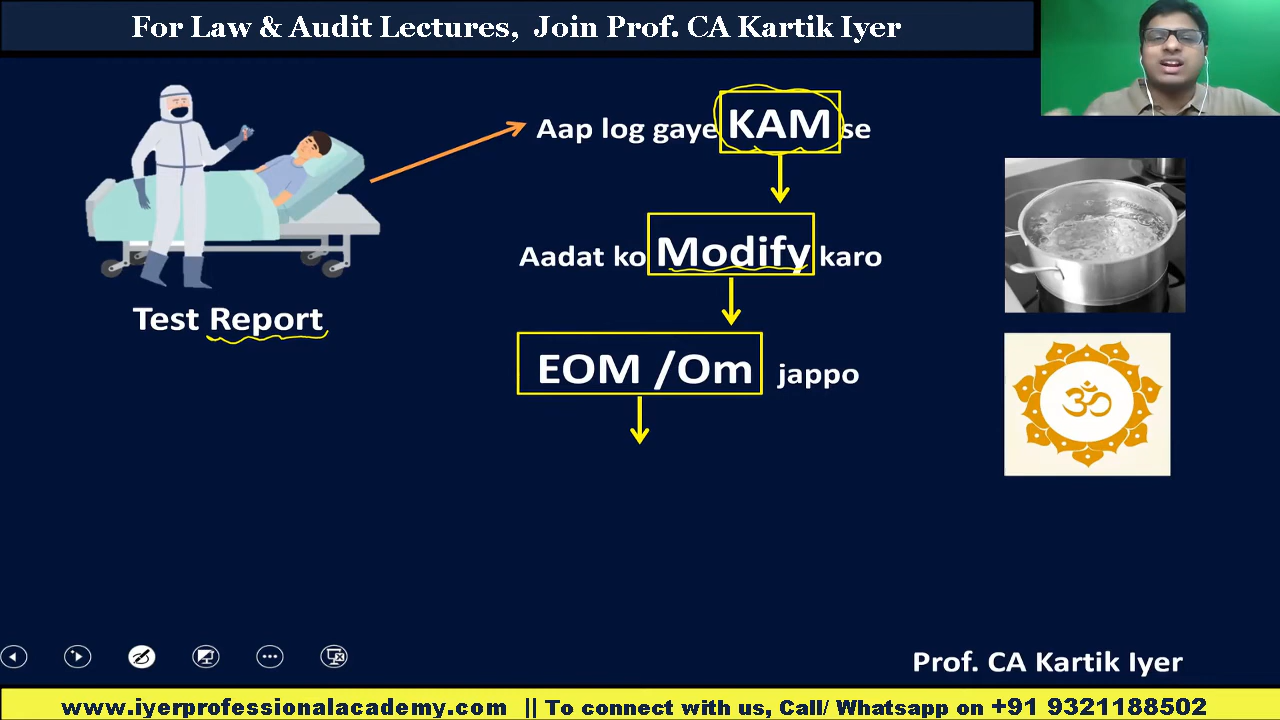 For Law & Audit Lectures, Join Prof. CA Kartik Iyer
Aap log gaye KAM se
Aadat ko Modify karo
Test Report
EOM /Om jappo
ॐ
Prof. CA Kartik Iyer
www.iyerprofessionalacademy.com || To connect with us, Call/ Whatsapp on +91 9321188502